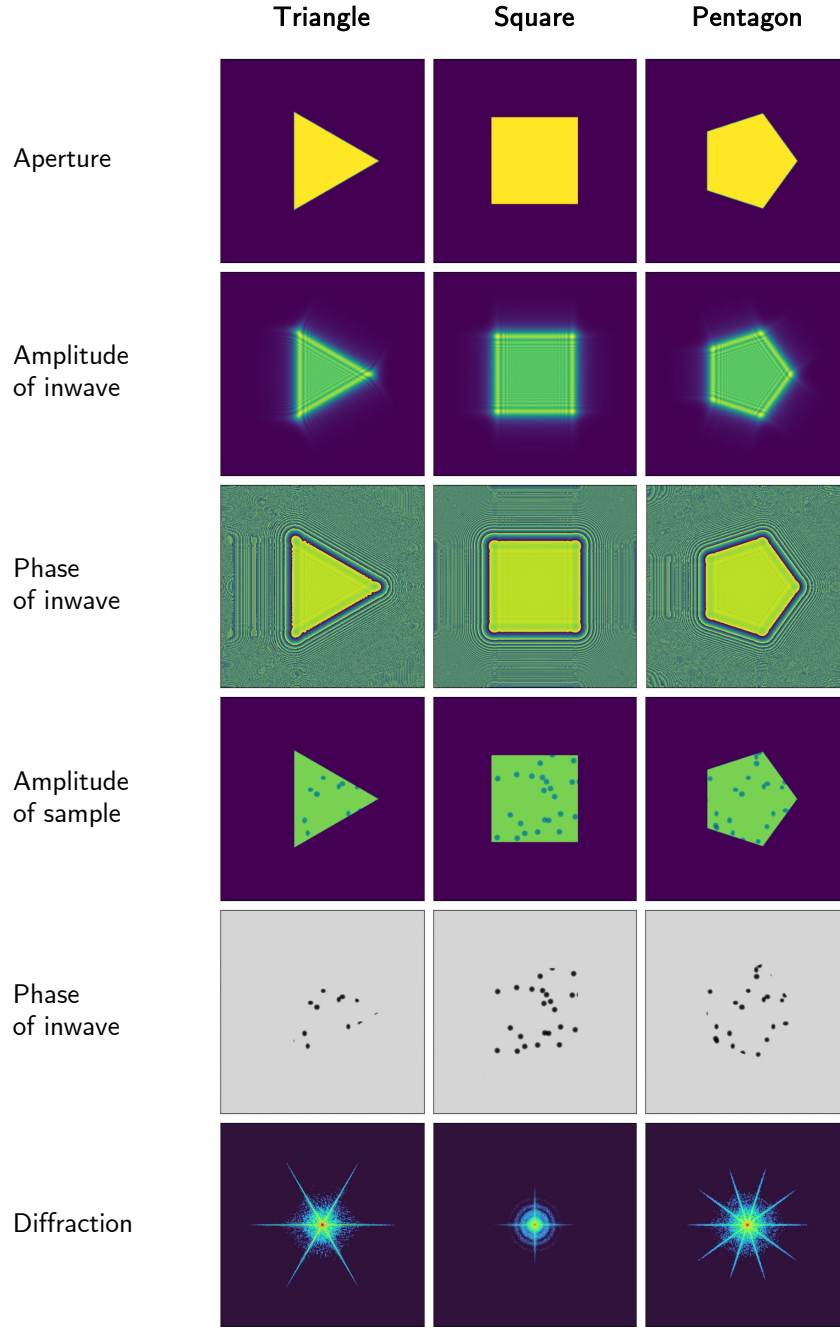 Triangle Square Pentagon
Aperture
Amplitude
of inwave
Phase
of inwave
Amplitude
of sample
Phase
of inwave
Diffraction